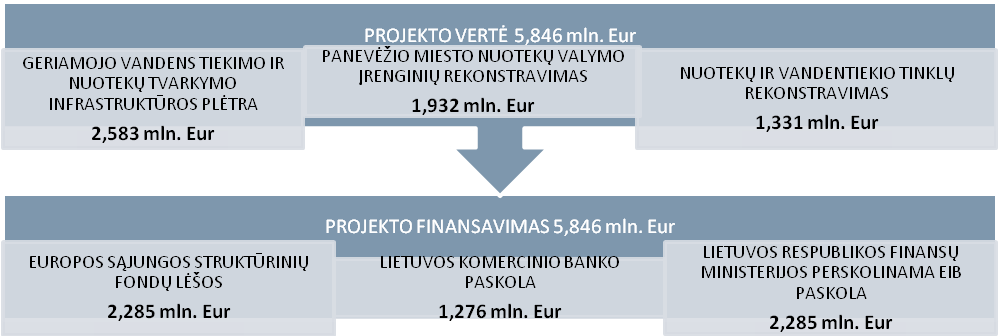 PROJEKTO VERTĖ 5,846 mln. Eur
GERIAMOJO VANDENS TIEKIMO IR
NUOTEKŲ TVARKYMO
INFRASTRUKTŪROS PLĖTRA
2,583 mln. Eur
PANEVĖŽIO MIESTO NUOTEKŲ VALYMO
ĮRENGINIŲ REKONSTRAVIMAS
1,932 mln. Eur
NUOTEKŲ IR VANDENTIEKIO TINKLŲ
REKONSTRAVIMAS
1,331 mln. Eur
PROJEKTO FINANSAVIMAS 5,846 mln. Eur
EUROPOS SĄJUNGOS STRUKTŪRINIŲ
FONDŲ LĖŠOS
2,285 mln. Eur
LIETUVOS KOMERCINIO BANKO
PASKOLA
1,276 mln. Eur
LIETUVOS RESPUBLIKOS FINANSŲ
MINISTERIJOS PERSKOLINAMA EIB
PASKOLA
2,285 mln. Eur